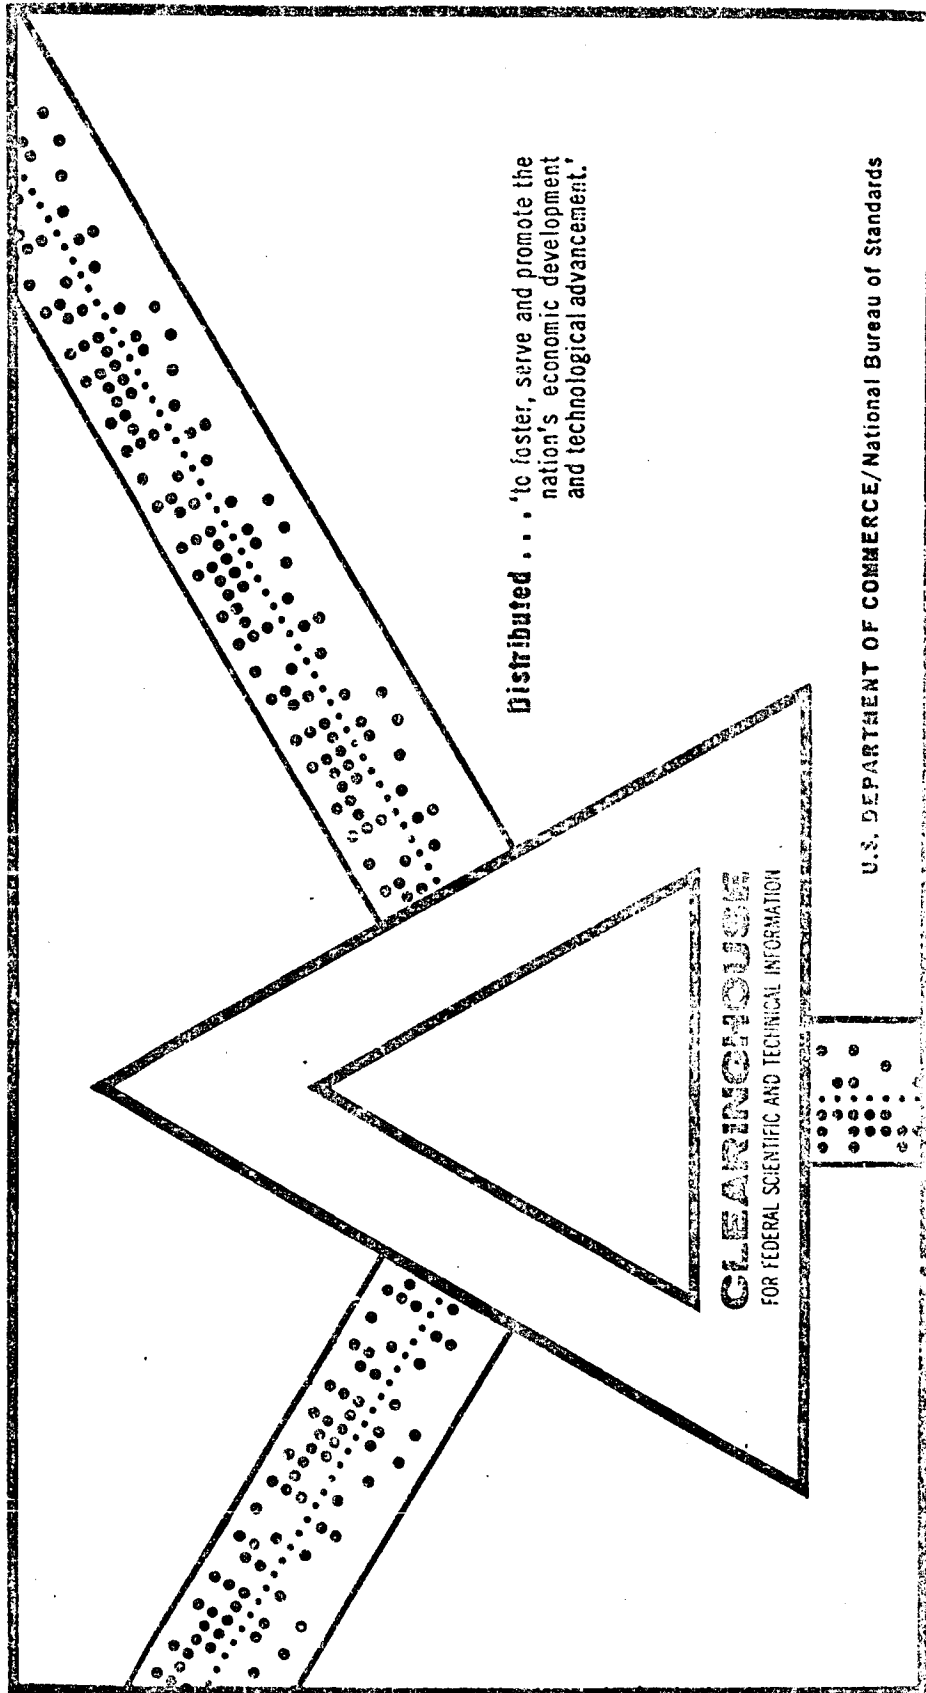 Distributed . . . 'to foster, serve and promote the
nation's economic development
and technological advancement.'
CLEARINGHOUSE
FOR FEDERAL SCIENTIFIC AND TECHNICAL INFORMATION
U.S. DEPARTMENT OF COMMERCE/National Bureau of Standards